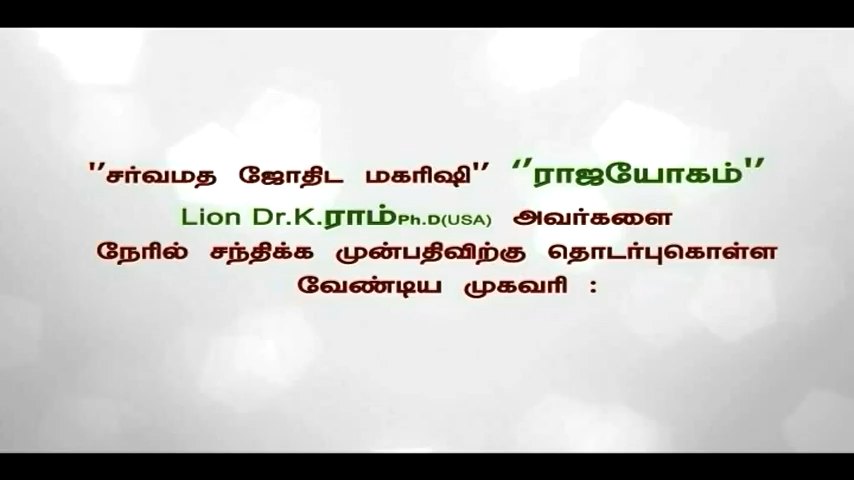 "சர்வமத ஜோதிட மகரிஷி" "ராஜயோகம்"
Lion Dr.K.ராம்Ph.D(USA) அவர்களை
நேரில் சந்திக்க முன்பதிவிற்கு தொடர்புகொள்ள
வேண்டிய முகவரி :